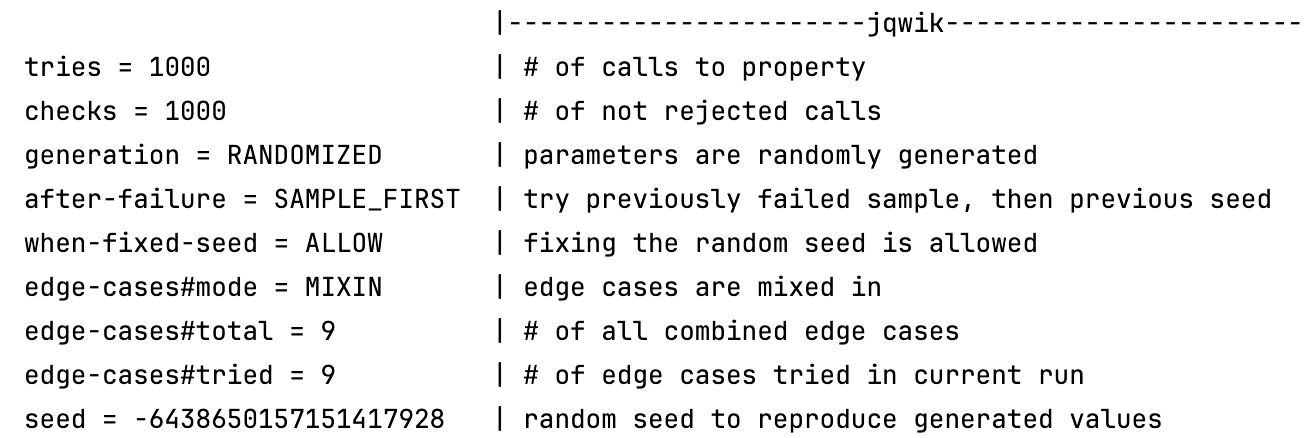 |-----------------------jqwik-----------------------
tries = 1000 | # of calls to property
checks = 1000 | # of not rejected calls
generation = RANDOMIZED | parameters are randomly generated
after-failure = SAMPLE_FIRST | try previously failed sample, then previous seed
when-fixed-seed = ALLOW | fixing the random seed is allowed
edge-cases#mode = MIXIN | edge cases are mixed in
edge-cases#total = 9 | # of all combined edge cases
edge-cases#tried = 9 | # of edge cases tried in current run
seed = -6438650157151417928 | random seed to reproduce generated values